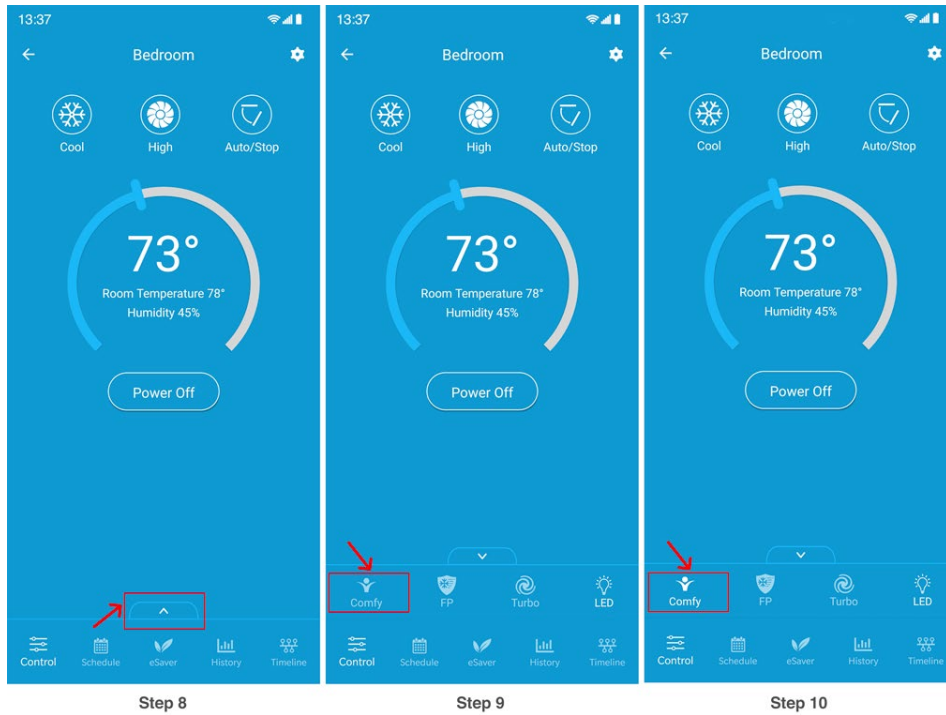 13:37
Bedroom
Cool High Auto/Stop
73°
Room Temperature 78°
Humidity 45%
Power Off
Control Schedule eSaver History Timeline
Step 8
13:37
Bedroom
Cool High Auto/Stop
73°
Room Temperature 78°
Humidity 45%
Power Off
Comfy FP Turbo LED
Control Schedule eSaver History Timeline
Step 9
13:37
Bedroom
Cool High Auto/Stop
73°
Room Temperature 78°
Humidity 45%
Power Off
Comfy FP Turbo LED
Control Schedule eSaver History Timeline
Step 10